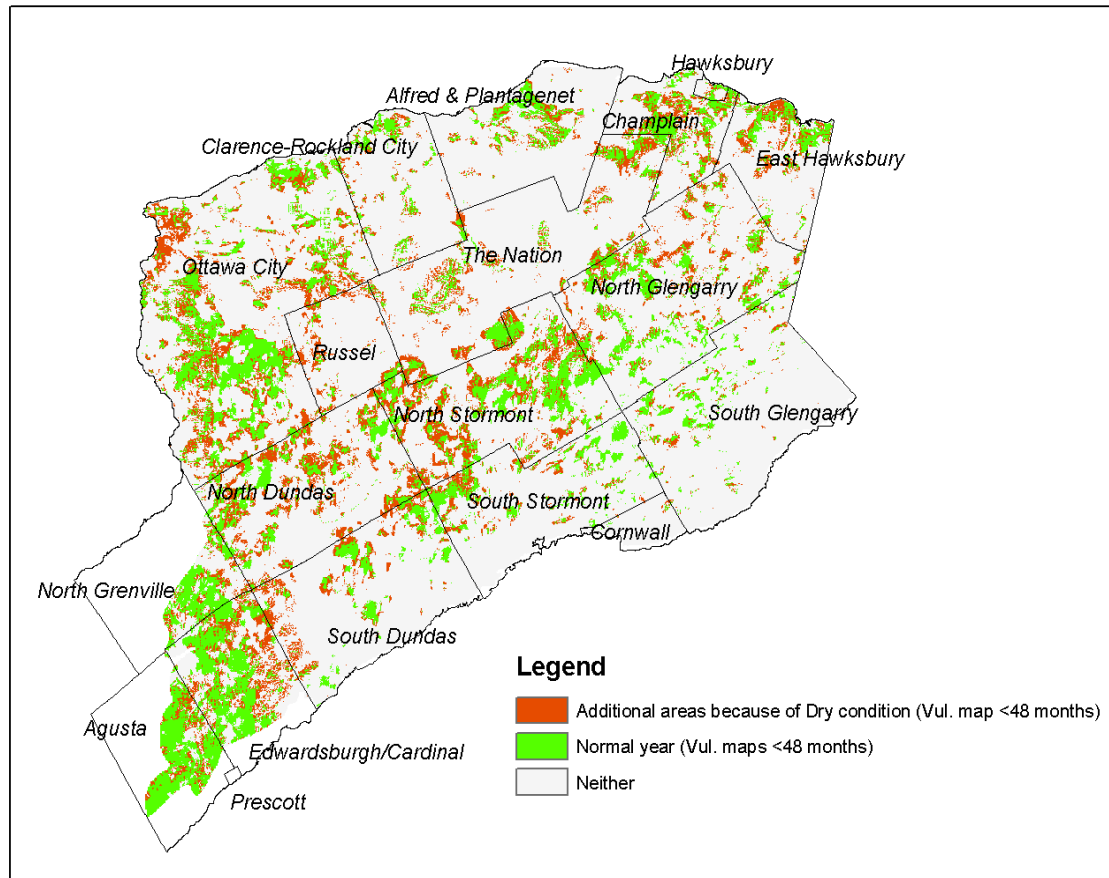 Hawksbury
Alfred & Plantagenet
Champlain
Clarence-Rockland City
East Hawksbury
The Nation
Ottawa City
North Glengarry
Russel
North Stormont
South Glengarry
North Dundas
South Stormont
Cornwall
North Grenville
South Dundas
Legend
Additional areas because of Dry condition (Vul. map <48 months)
Agusta
Normal year (Vul. maps <48 months)
Edwardsburgh/Cardinal
Neither
Prescott